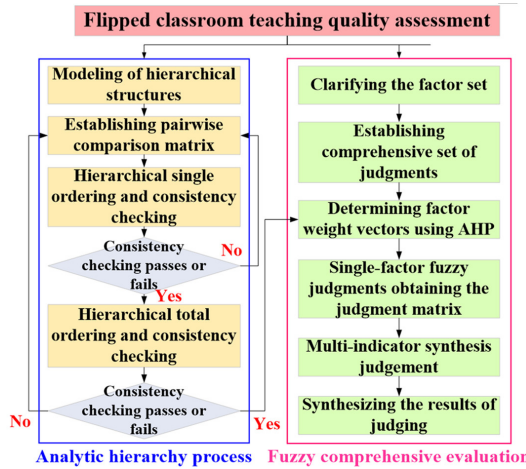 Flipped classroom teaching quality assessment
Modeling of hierarchical
structures
Establishing pairwise
comparison matrix
Hierarchical single
ordering and consistency
checking
Consistency
checking passes or
fails
No
Yes
Hierarchical total
ordering and consistency
checking
Consistency
checking passes or
fails
No
Yes
Analytic hierarchy process
Clarifying the factor set
Establishing
comprehensive set of
judgments
Determining factor
weight vectors using AHP
Single-factor fuzzy
judgments obtaining the
judgment matrix
Multi-indicator synthesis
judgement
Synthesizing the results of
judging
Fuzzy comprehensive evaluation